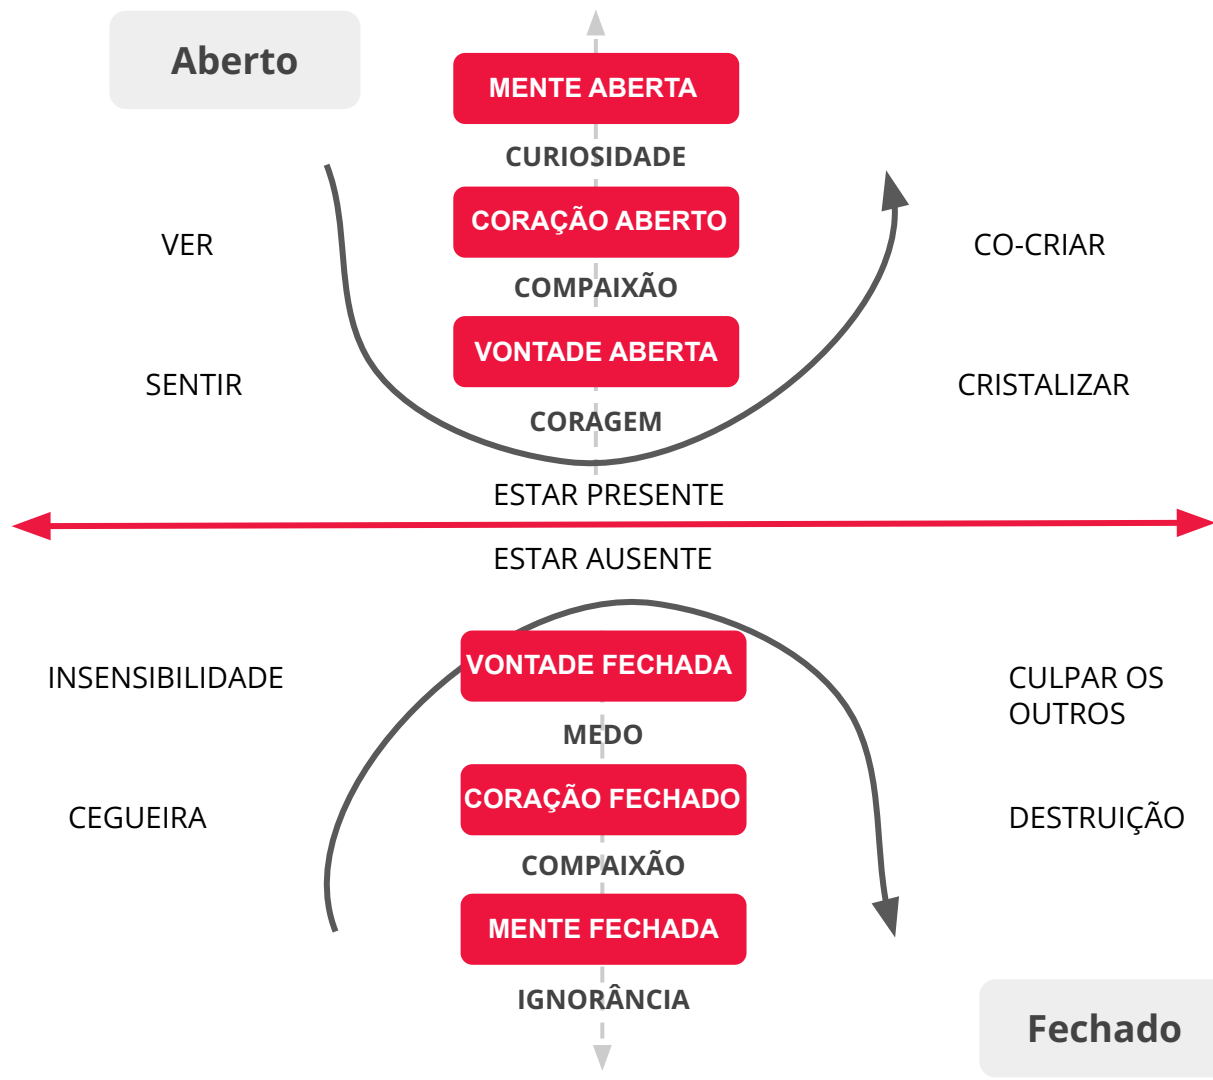 Aberto
MENTE ABERTA
CURIOSIDADE
CORAÇÃO ABERTO
VER
CO-CRIAR
COMPAIXÃO
VONTADE ABERTA
SENTIR
CRISTALIZAR
CORAGEM
ESTAR PRESENTE
ESTAR AUSENTE
VONTADE FECHADA
INSENSIBILIDADE
CULPAR OS
OUTROS
MEDO
CORAÇÃO FECHADO
CEGUEIRA
DESTRUIÇÃO
COMPAIXÃO
MENTE FECHADA
IGNORÂNCIA
Fechado